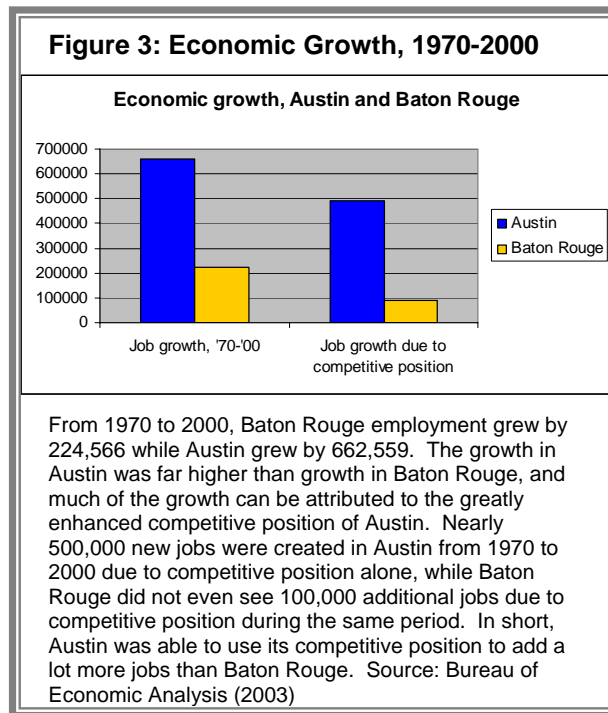 Figure 3: Economic Growth, 1970-2000
Economic growth, Austin and Baton Rouge
700000
600000
500000
400000
300000
200000
100000
0
Job growth, '70-'00
Job growth due to
competitive position
Austin
Baton Rouge
From 1970 to 2000, Baton Rouge employment grew by
224,566 while Austin grew by 662,559.  The growth in
Austin was far higher than growth in Baton Rouge, and
much of the growth can be attributed to the greatly
enhanced competitive position of Austin.  Nearly
500,000 new jobs were created in Austin from 1970 to
2000 due to competitive position alone, while Baton
Rouge did not even see 100,000 additional jobs due to
competitive position during the same period.  In short,
Austin was able to use its competitive position to add a
lot more jobs than Baton Rouge.  Source: Bureau of
Economic Analysis (2003)